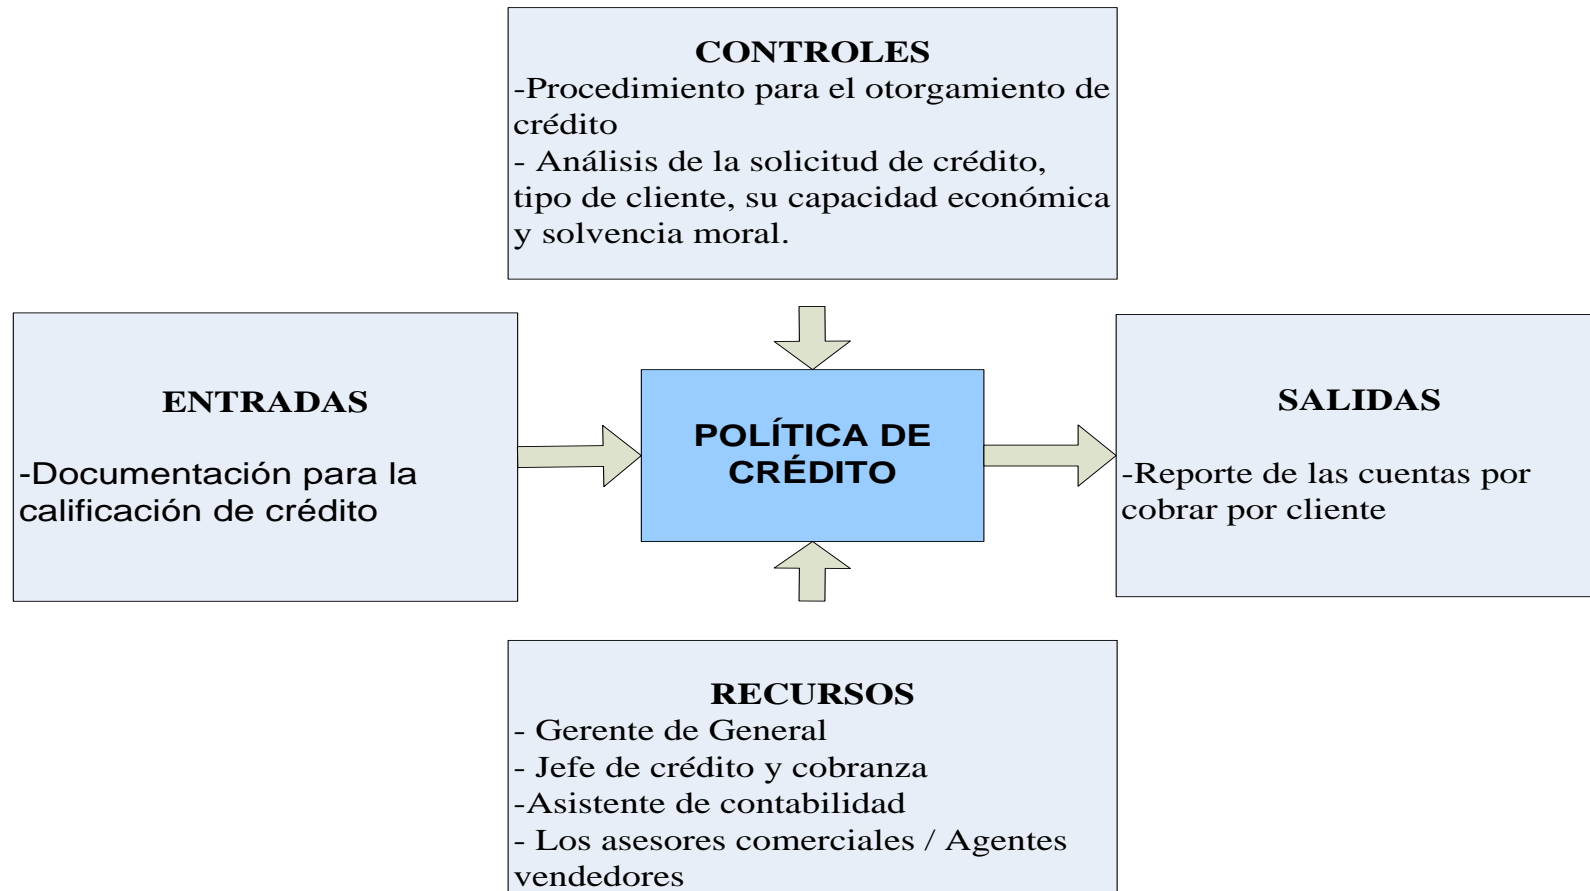 CONTROLES
-Procedimiento para el otorgamiento de
crédito
- Análisis de la solicitud de crédito,
tipo de cliente, su capacidad económica
y solvencia moral.
ENTRADAS
-Documentación para la
calificación de crédito
POLÍTICA DE
CRÉDITO
SALIDAS
-Reporte de las cuentas por
cobrar por cliente
RECURSOS
- Gerente de General
- Jefe de crédito y cobranza
-Asistente de contabilidad
- Los asesores comerciales / Agentes
vendedores